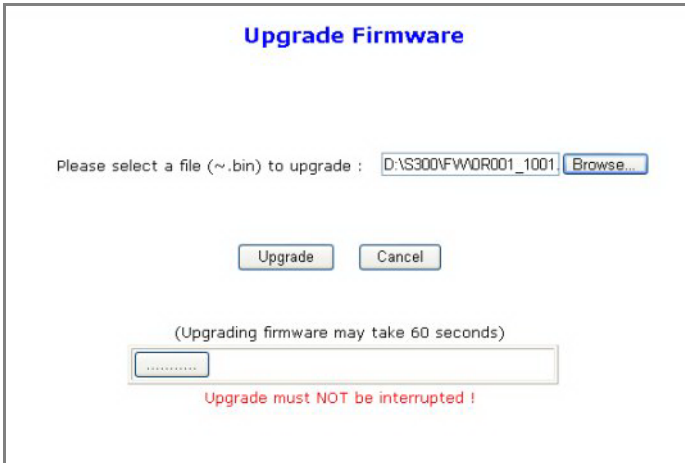 Upgrade Firmware
Please select a file (~.bin) to upgrade : D:\S300\FW\0R001_1001. Browse...
Upgrade Cancel
(Upgrading firmware may take 60 seconds)
...........
Upgrade must NOT be interrupted !